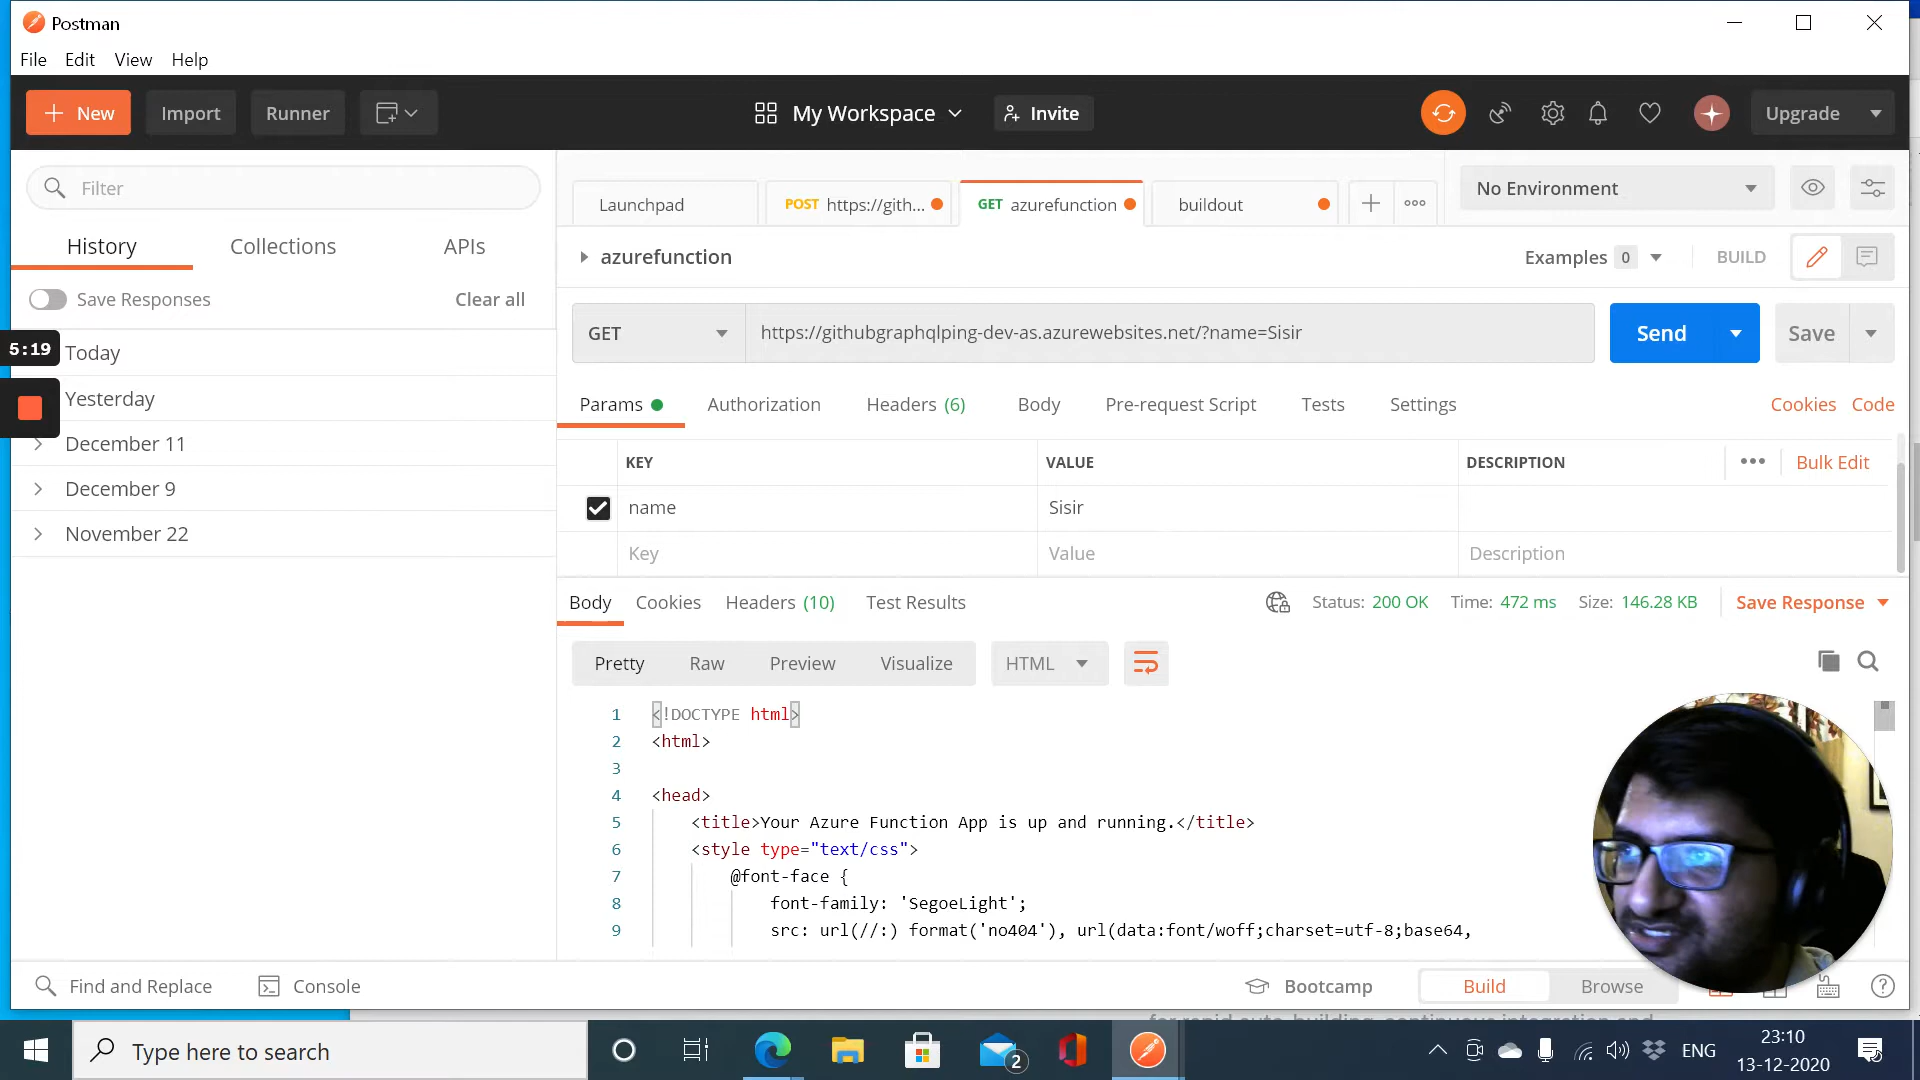 Postman
File Edit View Help
New Import Runner My Workspace Invite Upgrade
Filter
Launchpad POST https://gith... GET azurefunction buildout No Environment
History Collections APIs
azurefunction Examples 0 BUILD
Save Responses Clear all
GET https://githubgraphqlping-dev-as.azurewebsites.net/?name=Sisir Send Save
5:19
Today
Yesterday
December 11
December 9
November 22
Params Authorization Headers (6) Body Pre-request Script Tests Settings Cookies Code
KEY VALUE DESCRIPTION Bulk Edit
name Sisir
Key Value Description
Body Cookies Headers (10) Test Results Status: 200 OK Time: 472 ms Size: 146.28 KB Save Response
Pretty Raw Preview Visualize HTML
1 <!DOCTYPE html>
2 <html>
3
4 <head>
5 <title>Your Azure Function App is up and running.</title>
6 <style type="text/css">
7 @font-face {
8 font-family: 'SegoeLight';
9 src: url(//:) format('no404'), url(data:font/woff;charset=utf-8;base64,
Find and Replace Console Bootcamp Build Browse
for rapid auto-building, continuous integration and
Type here to search 2 ENG 23:10
13-12-2020